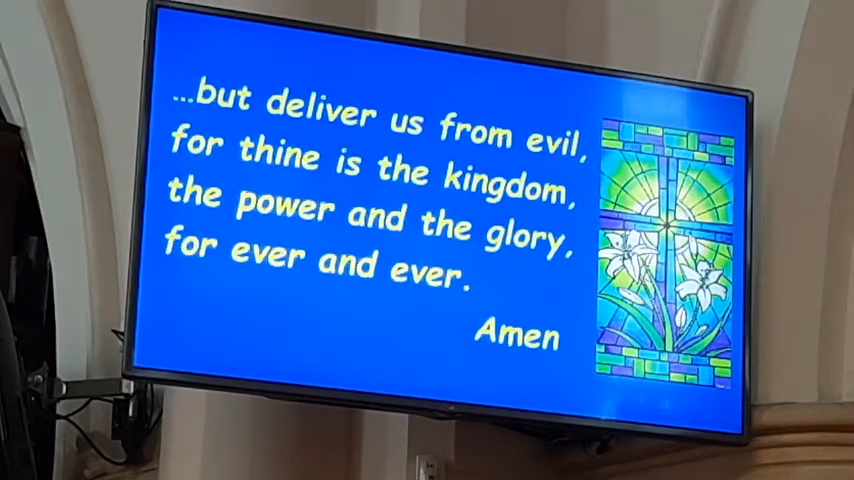 ...but deliver us from evil,
for thine is the kingdom,
the power and the glory,
for ever and ever.
Amen